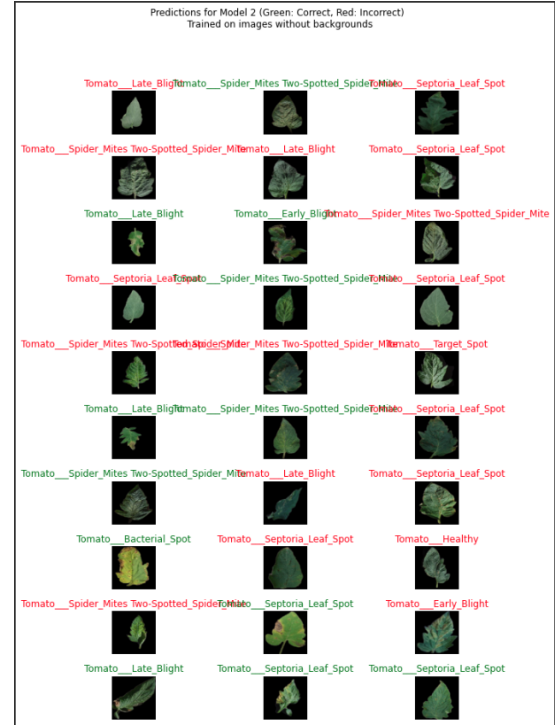 Predictions for Model 2 (Green: Correct, Red: Incorrect)
Trained on images without backgrounds
Tomato___Late_Blight Tomato___Spider_Mites Two-Spotted_Spider_Mite Tomato___Septoria_Leaf_Spot
Tomato___Spider_Mites Two-Spotted_Spider_Mite Tomato___Late_Blight Tomato___Septoria_Leaf_Spot
Tomato___Late_Blight Tomato___Early_Blight Tomato___Spider_Mites Two-Spotted_Spider_Mite
Tomato___Septoria_Leaf_Spot Tomato___Spider_Mites Two-Spotted_Spider_Mite Tomato___Septoria_Leaf_Spot
Tomato___Spider_Mites Two-Spotted_Spider_Mite Tomato___Spider_Mites Two-Spotted_Spider_Mite Tomato___Target_Spot
Tomato___Late_Blight Tomato___Spider_Mites Two-Spotted_Spider_Mite Tomato___Septoria_Leaf_Spot
Tomato___Spider_Mites Two-Spotted_Spider_Mite Tomato___Late_Blight Tomato___Septoria_Leaf_Spot
Tomato___Bacterial_Spot Tomato___Septoria_Leaf_Spot Tomato___Healthy
Tomato___Spider_Mites Two-Spotted_Spider_Mite Tomato___Septoria_Leaf_Spot Tomato___Early_Blight
Tomato___Late_Blight Tomato___Septoria_Leaf_Spot Tomato___Septoria_Leaf_Spot